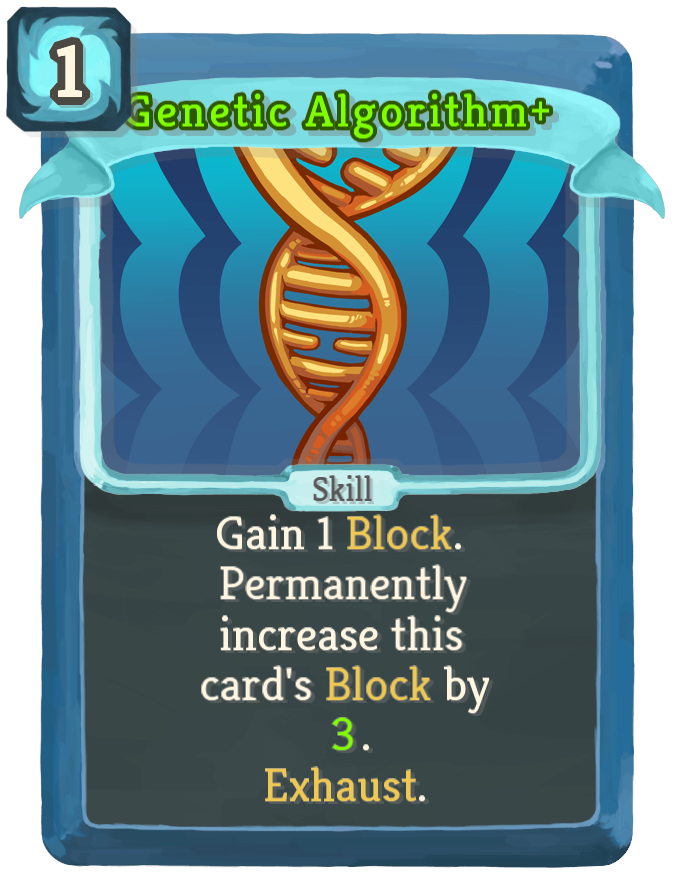 1
Genetic Algorithm+
Skill
Gain 1 Block.
Permanently
increase this
card's Block by
3.
Exhaust.